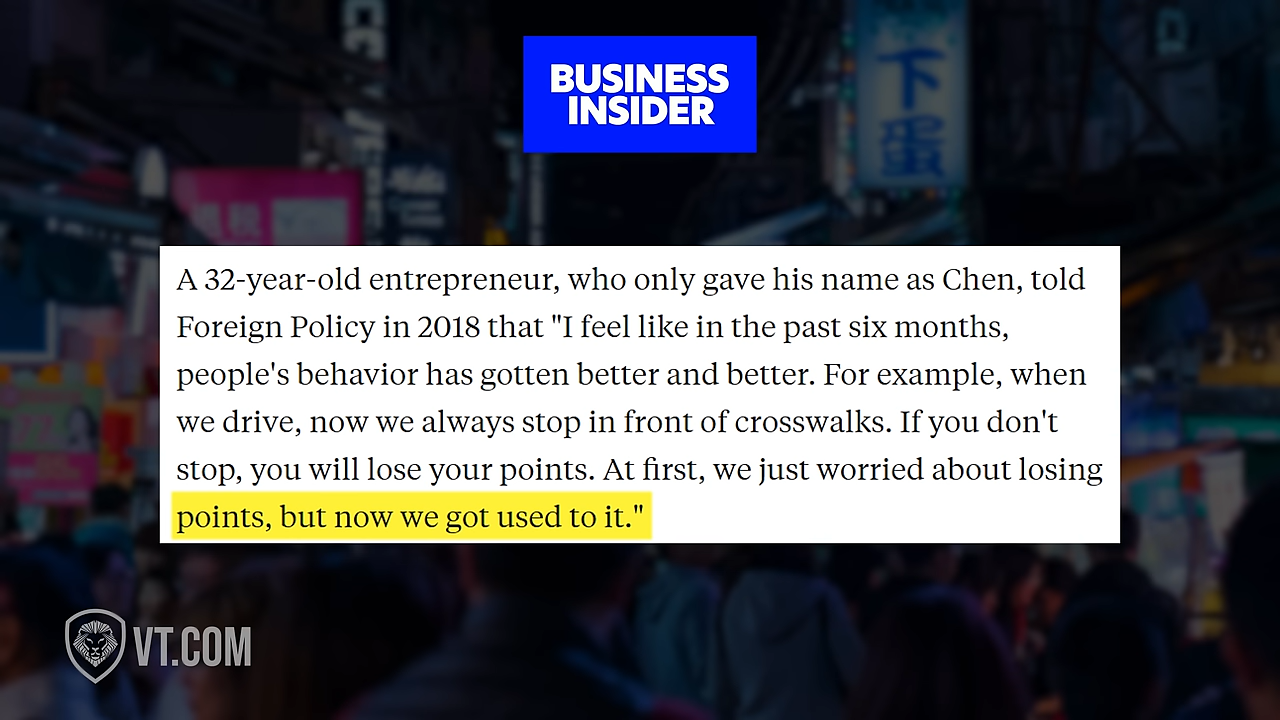 BUSINESS
INSIDER
下
蛋
A 32-year-old entrepreneur, who only gave his name as Chen, told
Foreign Policy in 2018 that "I feel like in the past six months,
people's behavior has gotten better and better. For example, when
we drive, now we always stop in front of crosswalks. If you don't
stop, you will lose your points. At first, we just worried about losing
points, but now we got used to it."
VT.COM